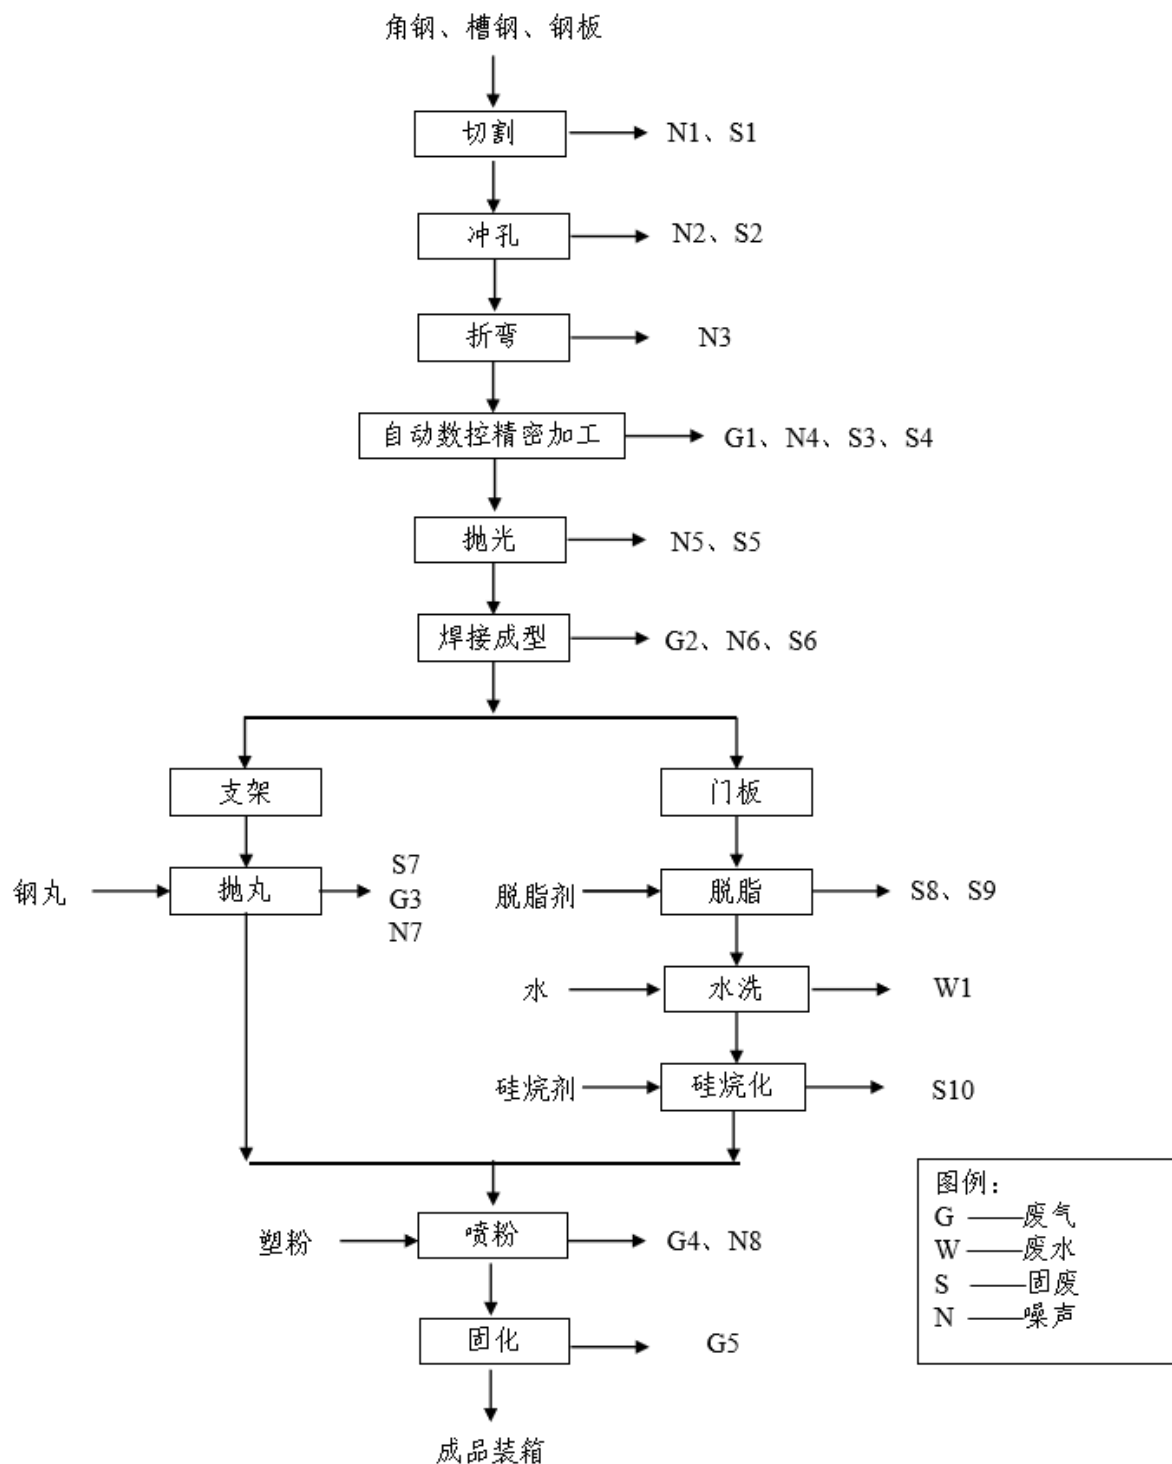 角钢、槽钢、钢板
切割
N1、S1
冲孔
N2、S2
折弯
N3
自动数控精密加工
G1、N4、S3、S4
抛光
N5、S5
焊接成型
G2、N6、S6
支架
门板
钢丸
抛丸
S7
G3
N7
脱脂剂
脱脂
S8、S9
水
水洗
W1
硅烷剂
硅烷化
S10
塑粉
喷粉
G4、N8
固化
G5
成品装箱
图例：
G ——废气
W ——废水
S ——固废
N ——噪声